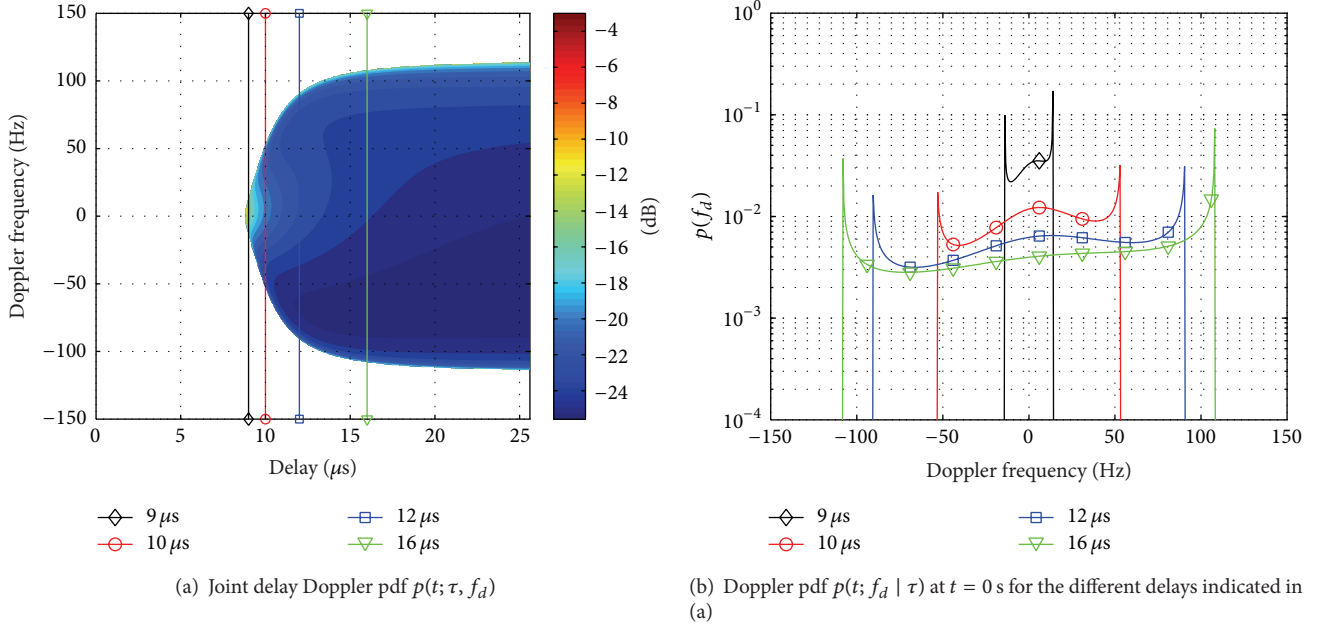 150
100
50
0
−50
−100
−150
Doppler frequency (Hz)
0
5
10
15
20
25
Delay (μs)
−4
−6
−8
−10
−12
−14
−16
−18
−20
−22
−24
(dB)
9 μs
10 μs
12 μs
16 μs
(a) Joint delay Doppler pdf p(t; τ, f_d)
10^0
10^−1
10^−2
10^−3
10^−4
p(f_d)
−150
−100
−50
0
50
100
150
Doppler frequency (Hz)
9 μs
10 μs
12 μs
16 μs
(b) Doppler pdf p(t; f_d | τ) at t = 0 s for the different delays indicated in
(a)